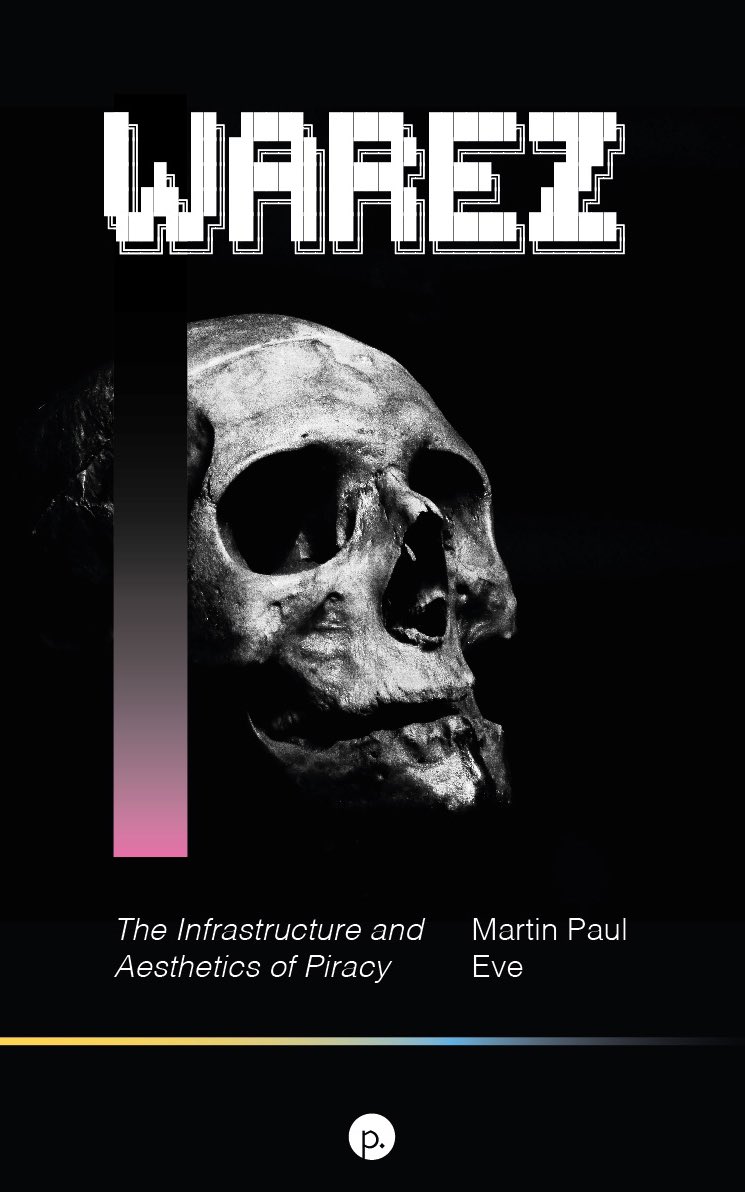 WAREZ
The Infrastructure and
Aesthetics of Piracy
Martin Paul
Eve
p.